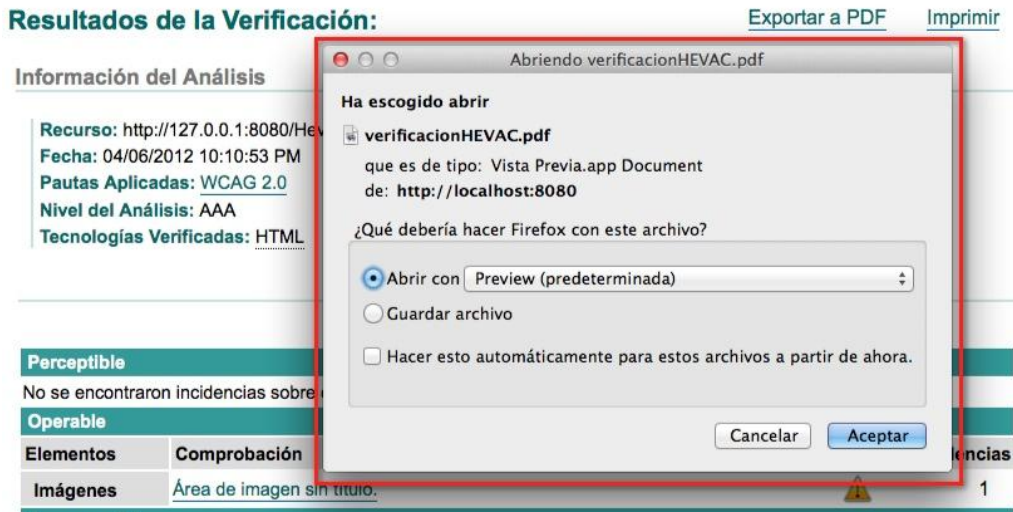 Resultados de la Verificación:
Exportar a PDF Imprimir
Información del Análisis
Recurso: http://127.0.0.1:8080/
Fecha: 04/06/2012 10:10:53 PM
Pautas Aplicadas: WCAG 2.0
Nivel del Análisis: AAA
Tecnologías Verificadas: HTML
Abriendo verificacionHEVAC.pdf
Ha escogido abrir
verificacionHEVAC.pdf
que es de tipo: Vista Previa.app Document
de: http://localhost:8080
¿Qué debería hacer Firefox con este archivo?
Abrir con Preview (predeterminada)
Guardar archivo
Hacer esto automáticamente para estos archivos a partir de ahora.
Cancelar Aceptar
Perceptible
No se encontraron incidencias sobre
Operable
Elementos Comprobación
Imágenes Área de imagen sin título. 1